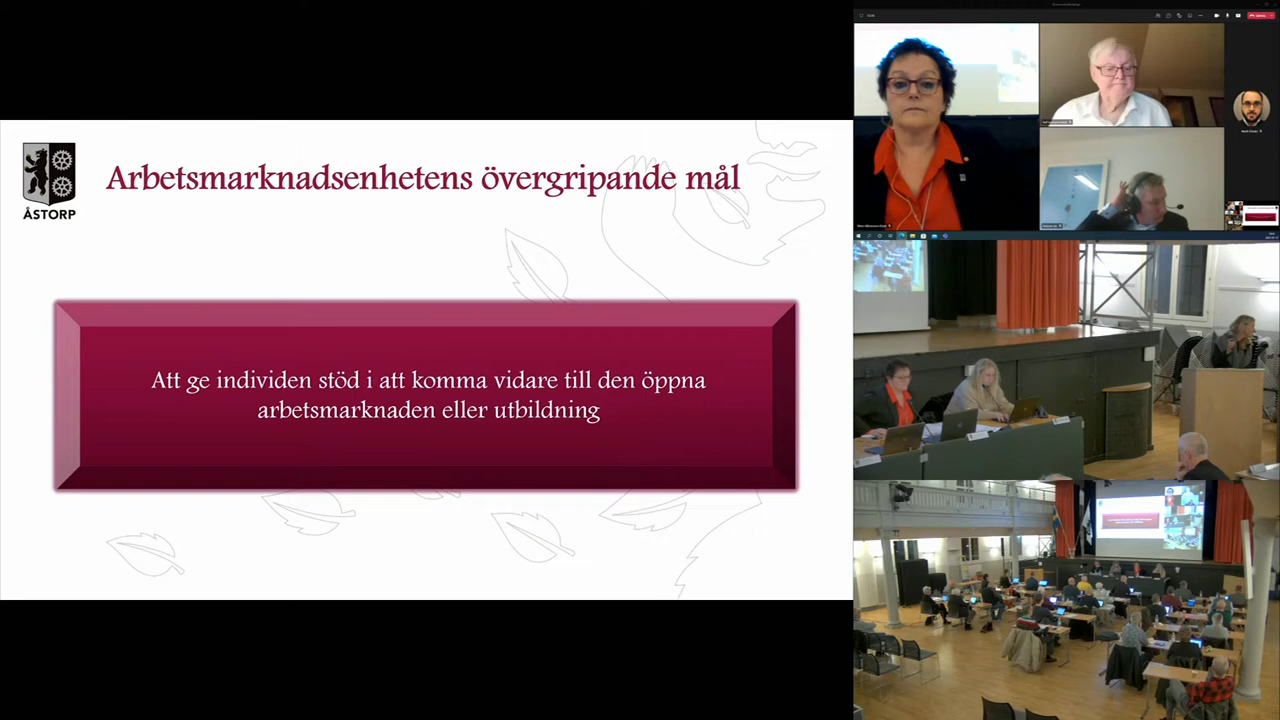 ÅSTORP
Arbetsmarknadsenhetens övergripande mål
Att ge individen stöd i att komma vidare till den öppna
arbetsmarknaden eller utbildning